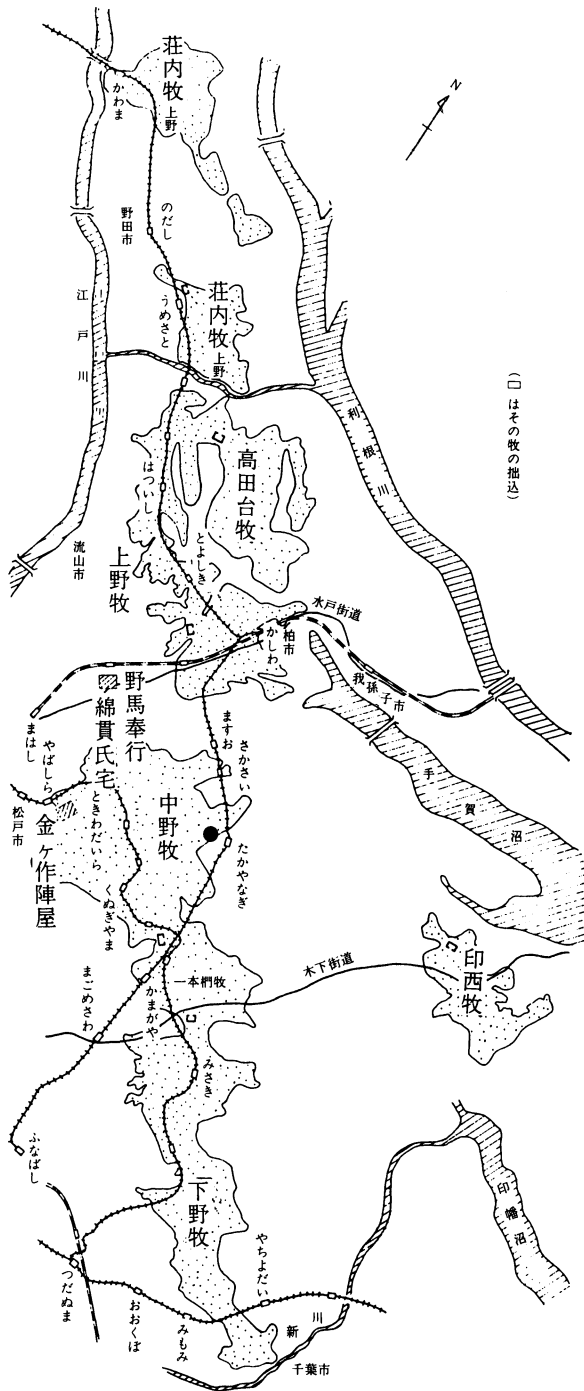 荘内牧
上野
かわま
N
のだし
野田市
江戸川
うめさと
荘内牧
上野
利根川
(コはその牧の捕込)
高田台牧
はついし
とよしき
流山市
上野牧
水戸街道
柏市
かしわ
我孫子市
手賀沼
野馬奉行
綿貫氏宅
まはし
ますお
さかさい
やばしら
松戸市
金ヶ作陣屋
ときわだいら
中野牧
たかやなぎ
くぬぎやま
印西牧
木下街道
一本椚牧
まごめさわ
かまがや
みさき
ふなばし
下野牧
印幡沼
やちよだい
つだぬま
おおくぼ
みもみ
新川
千葉市